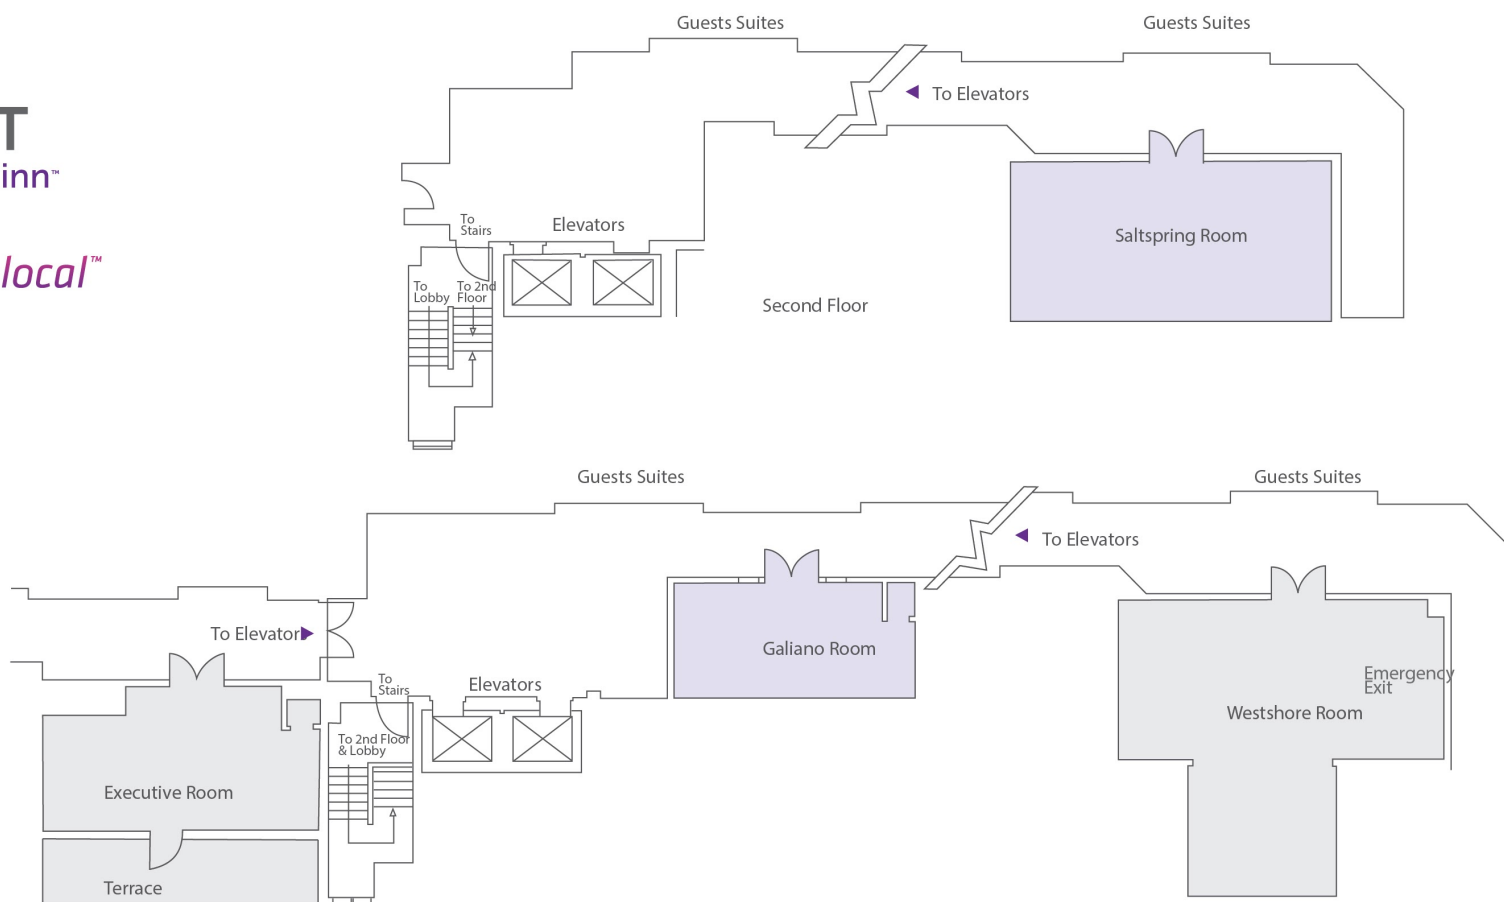 Guests Suites
Guests Suites
T
To Elevators
inn™
To
Stairs
Elevators
Saltspring Room
local™
To
Lobby
To 2nd
Floor
Second Floor
Guests Suites
Guests Suites
To Elevators
To Elevator
Galiano Room
To
Stairs
Elevators
Emergency
Exit
Westshore Room
To 2nd Floor
& Lobby
Executive Room
Terrace